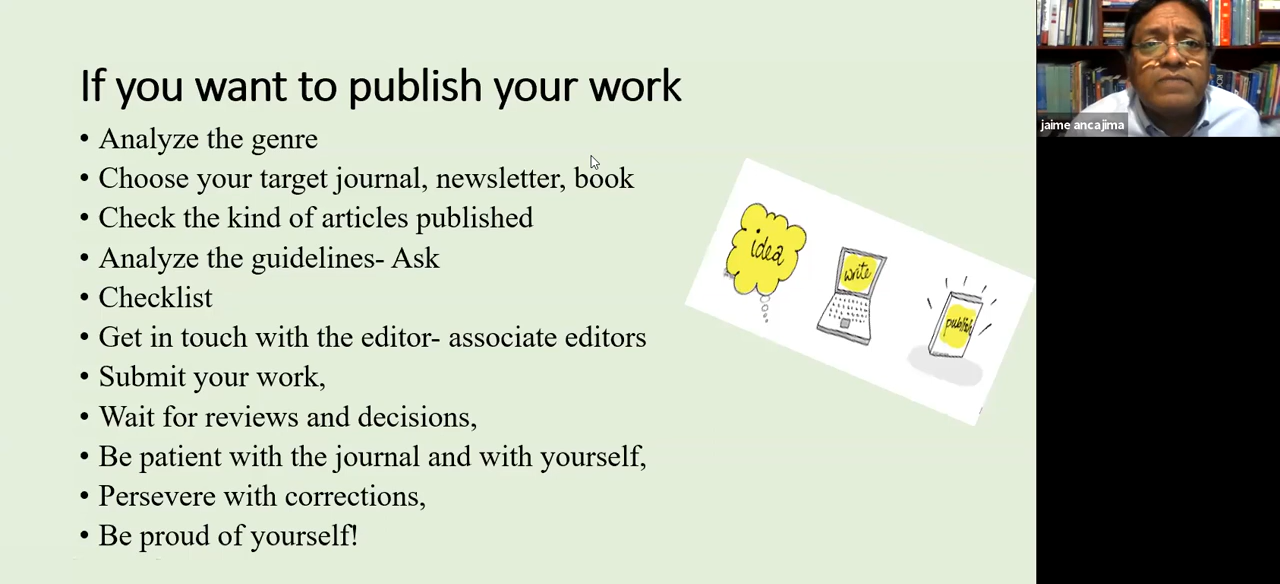 If you want to publish your work
• Analyze the genre
• Choose your target journal, newsletter, book
• Check the kind of articles published
• Analyze the guidelines- Ask
• Checklist
• Get in touch with the editor- associate editors
• Submit your work,
• Wait for reviews and decisions,
• Be patient with the journal and with yourself,
• Persevere with corrections,
• Be proud of yourself!
idea
write
publish
jaime ancajima